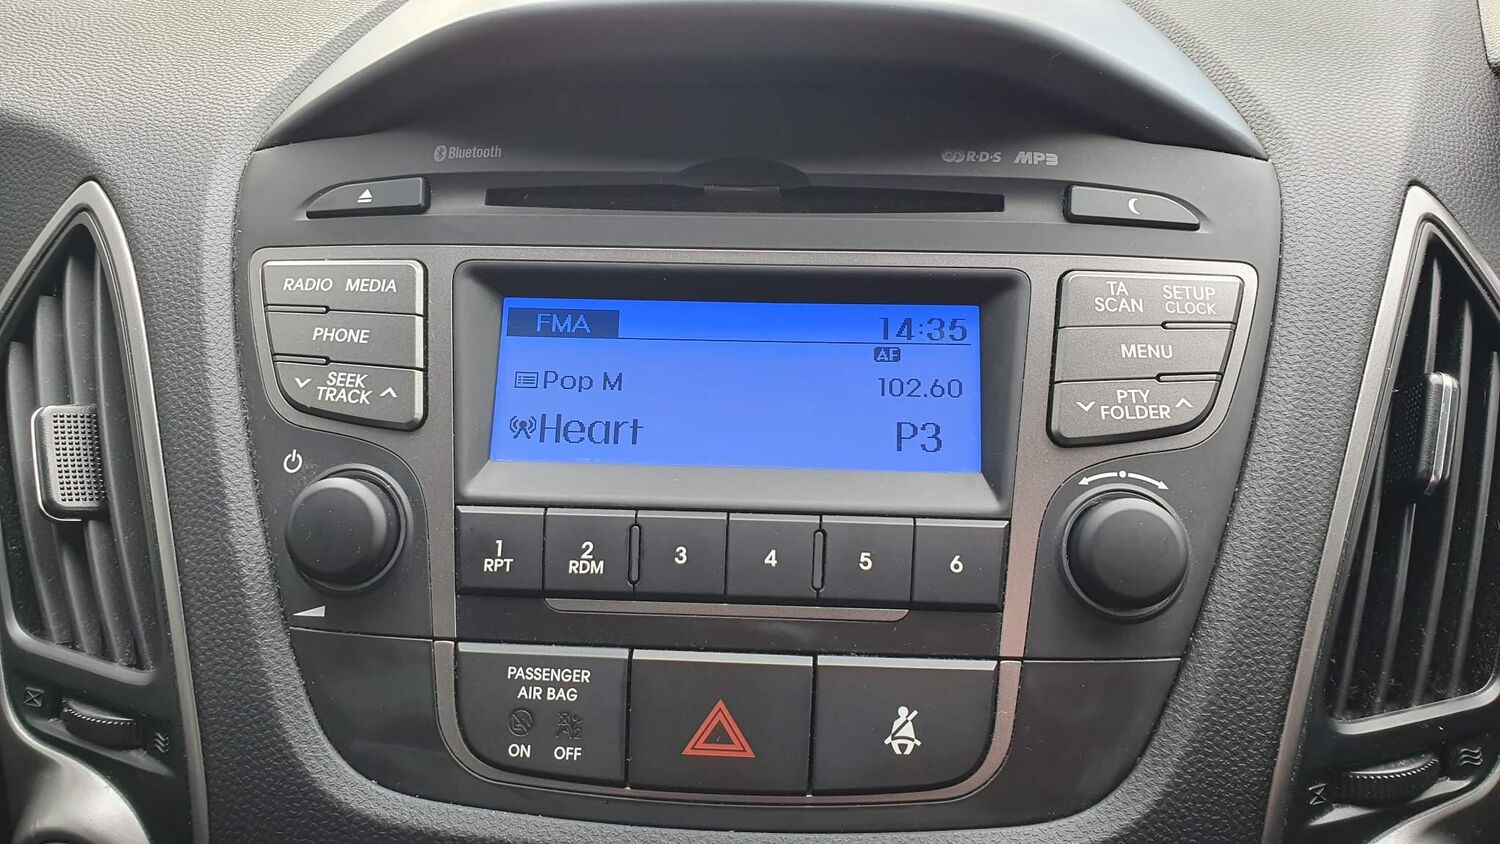 Bluetooth
R·D·S MP3
RADIO MEDIA
PHONE
SEEK
TRACK
FMA
14:35
AF
Pop M
102.60
Heart
P3
TA
SCAN
SETUP
CLOCK
MENU
PTY
FOLDER
1
RPT
2
RDM
3
4
5
6
PASSENGER
AIR BAG
ON OFF